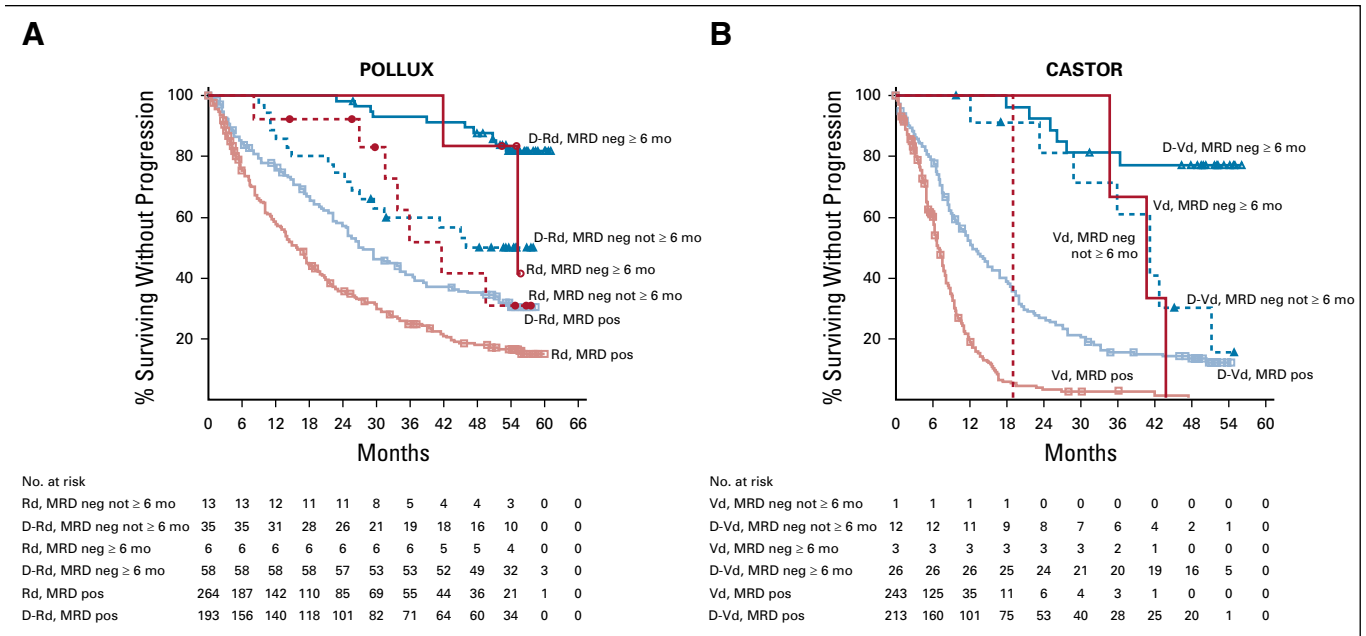 A
POLLUX
% Surviving Without Progression
100
80
60
40
20
D-Rd, MRD neg ≥ 6 mo
D-Rd, MRD neg not ≥ 6 mo
Rd, MRD neg ≥ 6 mo
Rd, MRD neg not ≥ 6 mo
D-Rd, MRD pos
Rd, MRD pos
0 6 12 18 24 30 36 42 48 54 60 66
Months
No. at risk
Rd, MRD neg not ≥ 6 mo 13 13 12 11 11 8 5 4 4 3 0 0
D-Rd, MRD neg not ≥ 6 mo 35 35 31 28 26 21 19 18 16 10 0 0
Rd, MRD neg ≥ 6 mo 6 6 6 6 6 6 6 5 5 4 0 0
D-Rd, MRD neg ≥ 6 mo 58 58 58 58 57 53 53 52 49 32 3 0
Rd, MRD pos 264 187 142 110 85 69 55 44 36 21 1 0
D-Rd, MRD pos 193 156 140 118 101 82 71 64 60 34 0 0
B
CASTOR
% Surviving Without Progression
100
80
60
40
20
D-Vd, MRD neg ≥ 6 mo
Vd, MRD neg ≥ 6 mo
Vd, MRD neg
not ≥ 6 mo
D-Vd, MRD neg not ≥ 6 mo
Vd, MRD pos
D-Vd, MRD pos
0 6 12 18 24 30 36 42 48 54 60
Months
No. at risk
Vd, MRD neg not ≥ 6 mo 1 1 1 1 0 0 0 0 0 0 0
D-Vd, MRD neg not ≥ 6 mo 12 12 11 9 8 7 6 4 2 1 0
Vd, MRD neg ≥ 6 mo 3 3 3 3 3 3 2 1 0 0 0
D-Vd, MRD neg ≥ 6 mo 26 26 26 25 24 21 20 19 16 5 0
Vd, MRD pos 243 125 35 11 6 4 3 1 0 0 0
D-Vd, MRD pos 213 160 101 75 53 40 28 25 20 1 0